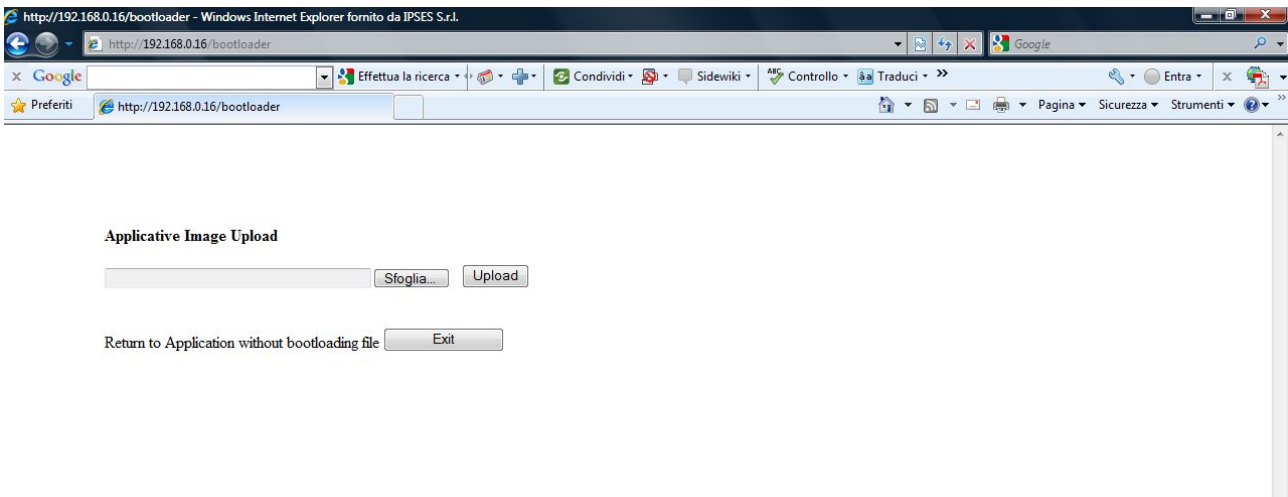 http://192.168.0.16/bootloader - Windows Internet Explorer fornito da IPSES S.r.l.
http://192.168.0.16/bootloader Google
x Google Effettua la ricerca Condividi Sidewiki ABC Controllo Traduci » Entra x
Preferiti http://192.168.0.16/bootloader Pagina Sicurezza Strumenti »
Applicative Image Upload
Sfoglia... Upload
Return to Application without bootloading file Exit